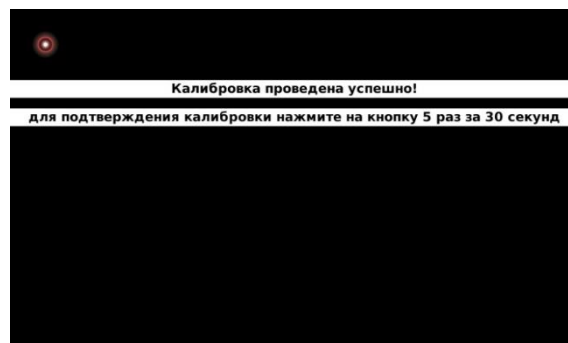 Калибровка проведена успешно!
для подтверждения калибровки нажмите на кнопку 5 раз за 30 секунд